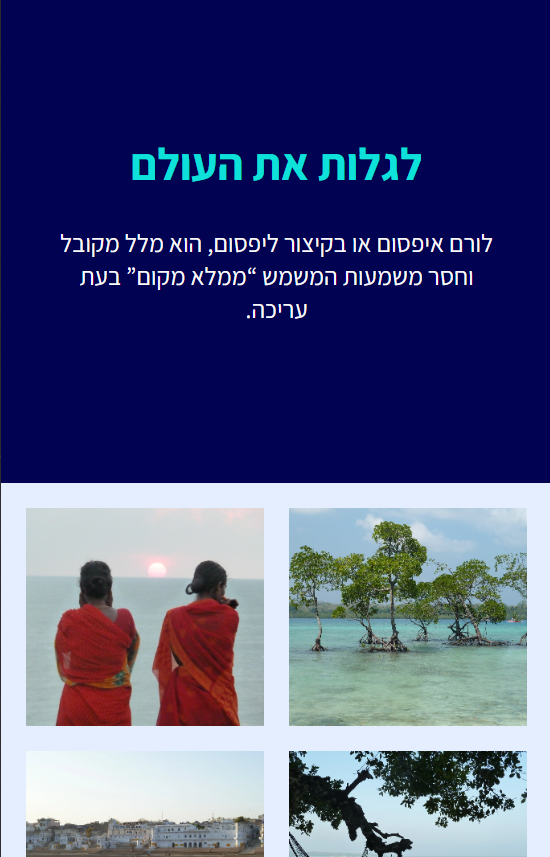 לגלות את העולם
לורם איפסום או בקיצור ליפסום, הוא מלל מקובל
וחסר משמעות המשמש “ממלא מקום” בעת
עריכה.